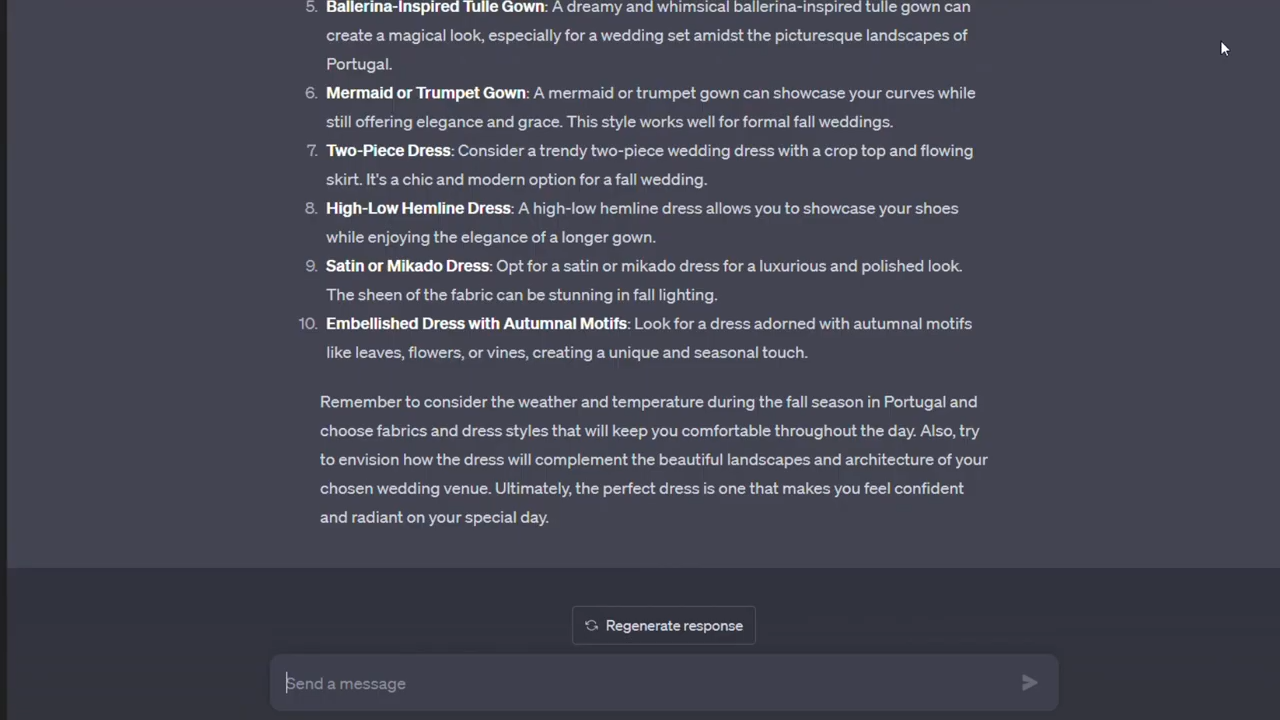 5. Ballerina-Inspired Tulle Gown: A dreamy and whimsical ballerina-inspired tulle gown can
create a magical look, especially for a wedding set amidst the picturesque landscapes of
Portugal.
6. Mermaid or Trumpet Gown: A mermaid or trumpet gown can showcase your curves while
still offering elegance and grace. This style works well for formal fall weddings.
7. Two-Piece Dress: Consider a trendy two-piece wedding dress with a crop top and flowing
skirt. It's a chic and modern option for a fall wedding.
8. High-Low Hemline Dress: A high-low hemline dress allows you to showcase your shoes
while enjoying the elegance of a longer gown.
9. Satin or Mikado Dress: Opt for a satin or mikado dress for a luxurious and polished look.
The sheen of the fabric can be stunning in fall lighting.
10. Embellished Dress with Autumnal Motifs: Look for a dress adorned with autumnal motifs
like leaves, flowers, or vines, creating a unique and seasonal touch.
Remember to consider the weather and temperature during the fall season in Portugal and
choose fabrics and dress styles that will keep you comfortable throughout the day. Also, try
to envision how the dress will complement the beautiful landscapes and architecture of your
chosen wedding venue. Ultimately, the perfect dress is one that makes you feel confident
and radiant on your special day.
Regenerate response
Send a message